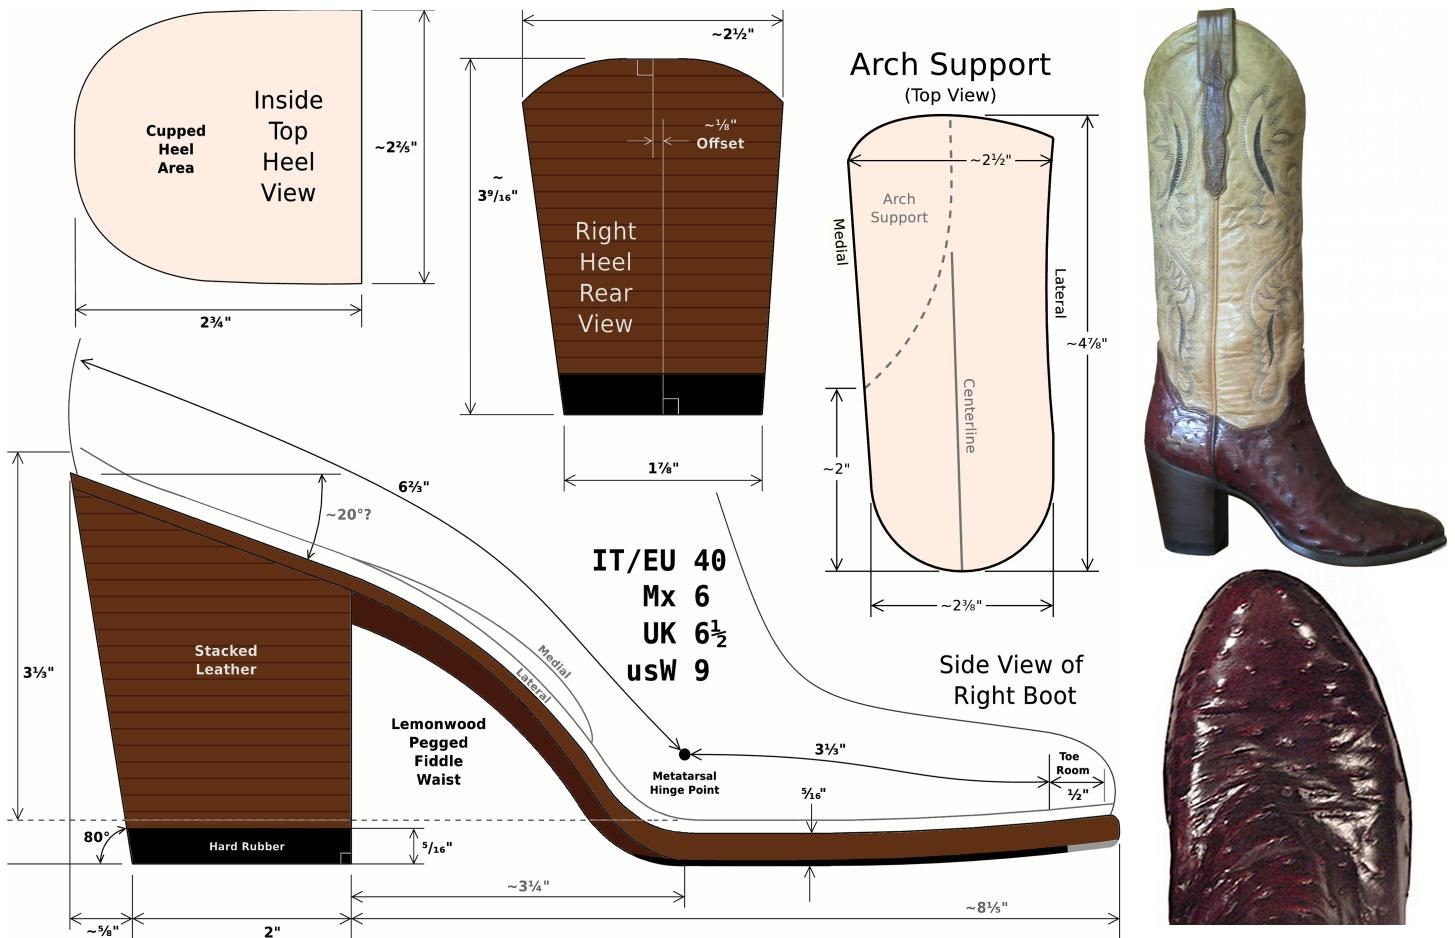 Inside
Top
Heel
View
Cupped
Heel
Area
~2⅖"
2¾"
~2½"
~
3⁹/₁₆"
~⅛"
Offset
Right
Heel
Rear
View
1⅞"
Arch Support
(Top View)
~2½"
Arch
Support
Medial
Lateral
~4⅞"
Centerline
~2"
~2⅜"
6⅔"
~20°?
3⅓"
Stacked
Leather
80°
Hard Rubber
⁵/₁₆"
Lemonwood
Pegged
Fiddle
Waist
Medial
Lateral
IT/EU 40
Mx 6
UK 6½
usW 9
Side View of
Right Boot
Metatarsal
Hinge Point
3⅓"
Toe
Room
½"
⁵⁄₁₆"
~3¼"
~8⅕"
~⅝"
2"